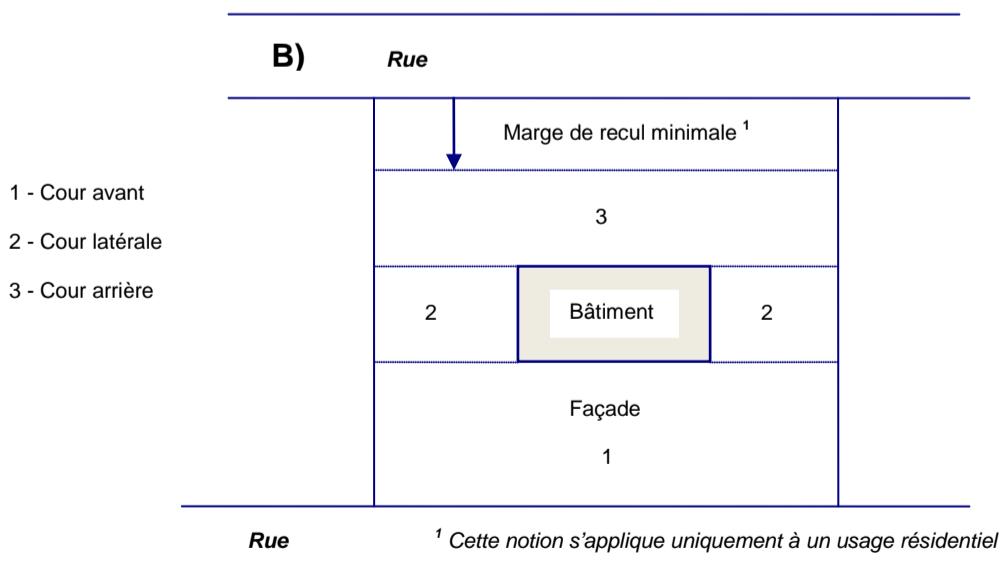 B) Rue
Marge de recul minimale ¹
1 - Cour avant
2 - Cour latérale
3 - Cour arrière
3
2 Bâtiment 2
Façade
1
Rue
¹ Cette notion s’applique uniquement à un usage résidentiel